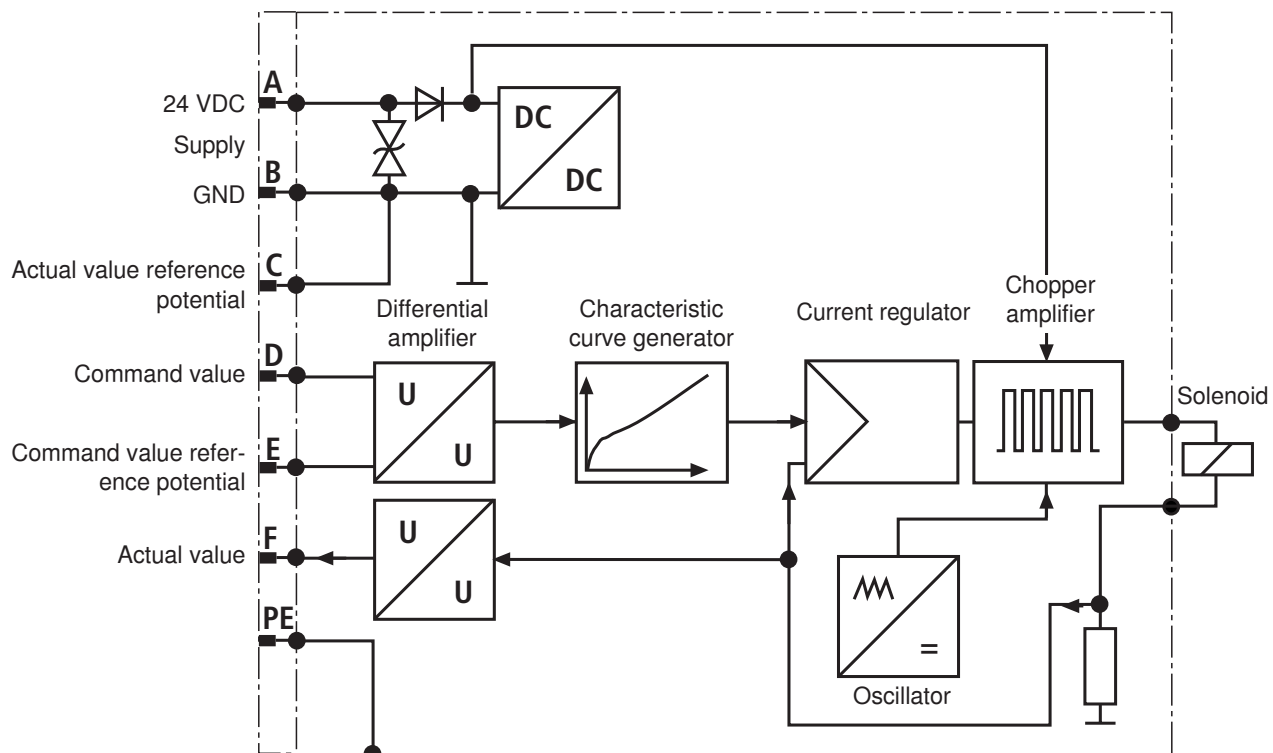 A
24 VDC
Supply
B
GND
DC
DC
C
Actual value reference
potential
Differential
amplifier
Characteristic
curve generator
Current regulator
Chopper
amplifier
D
Command value
U
U
Solenoid
E
Command value refer-
ence potential
F
Actual value
U
U
PE
=
Oscillator